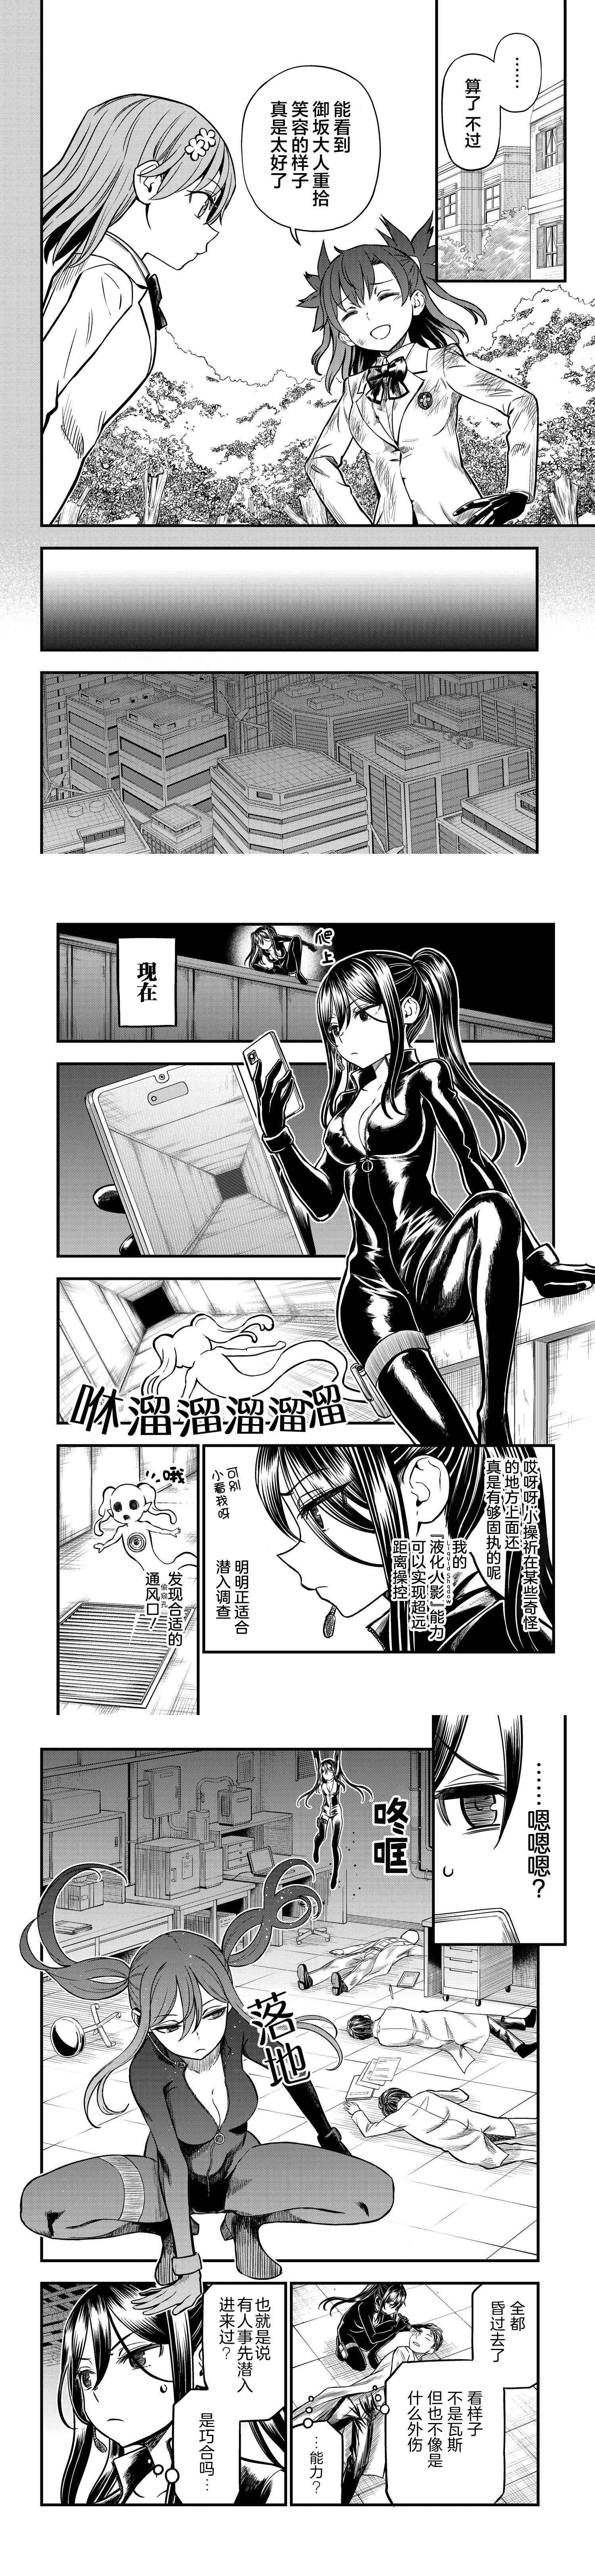 ……
算了 不过
能看到
御坂大人重拾
笑容的样子
真是太好了
现在
爬上
咻溜溜溜溜溜
哎呀呀 小操祈在某些奇怪
的地方上面还
真是有够固执的呢
我的
『液化人影』能力
可以实现超远
距离操控
明明正适合
潜入调查
可别
小看我呀
哦
发现合适的
偷窥孔
通风口!
……嗯嗯嗯?
咚哐
落地
全都
昏过去了
看样子
不是瓦斯
但也不像是
什么外伤
…能力?
也就是说
有人事先潜入
进来过?
是巧合吗…